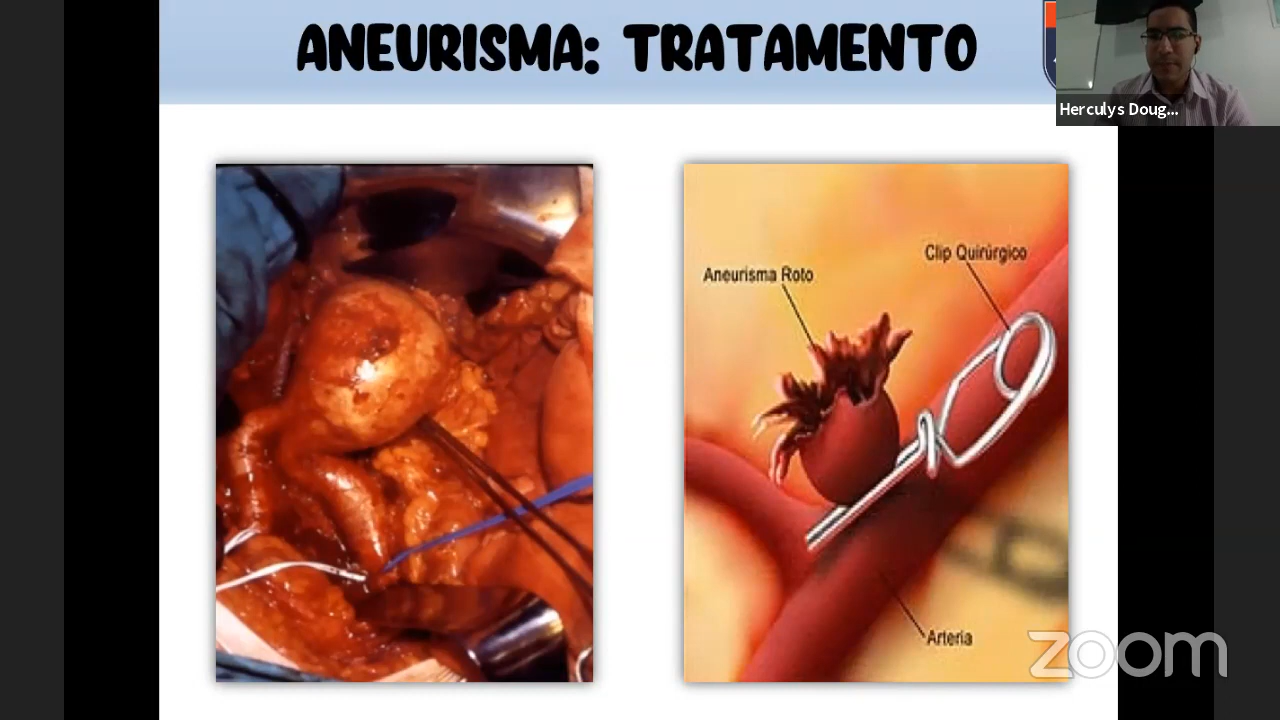 ANEURISMA: TRATAMENTO
Herculys Doug...
Clip Quirúrgico
Aneurisma Roto
Arteria
zoom